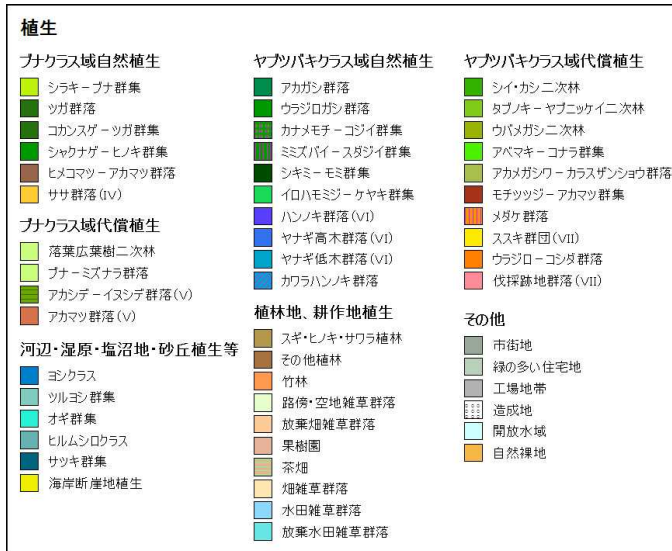 植生
ブナクラス域自然植生
シラキーブナ群集
ツガ群落
コカンスゲーツガ群集
シャクナゲーヒノキ群集
ヒメコマツーアカマツ群落
ササ群落(IV)
ブナクラス域代償植生
落葉広葉樹二次林
ブナーミズナラ群落
アカシデーイヌシデ群落(V)
アカマツ群落(V)
河辺・湿原・塩沼地・砂丘植生等
ヨシクラス
ツルヨシ群集
オギ群集
ヒルムシロクラス
サツキ群集
海岸断崖地植生
ヤブツバキクラス域自然植生
アカガシ群落
ウラジロガシ群落
カナメモチーコジイ群集
ミミズバイースダジイ群集
シキミーモミ群集
イロハモミジーケヤキ群集
ハンノキ群落(VI)
ヤナギ高木群落(VI)
ヤナギ低木群落(VI)
カワラハンノキ群落
植林地、耕作地植生
スギ・ヒノキ・サワラ植林
その他植林
竹林
路傍・空地雑草群落
放棄畑雑草群落
果樹園
茶畑
畑雑草群落
水田雑草群落
放棄水田雑草群落
ヤブツバキクラス域代償植生
シイ・カシ二次林
タブノキーヤブニッケイ二次林
ウバメガシ二次林
アベマキーコナラ群集
アカメガシワーカラスザンショウ群落
モチツツジーアカマツ群集
メダケ群落
ススキ群団(VII)
ウラジローコシダ群落
伐採跡地群落(VII)
その他
市街地
緑の多い住宅地
工場地帯
造成地
開放水域
自然裸地